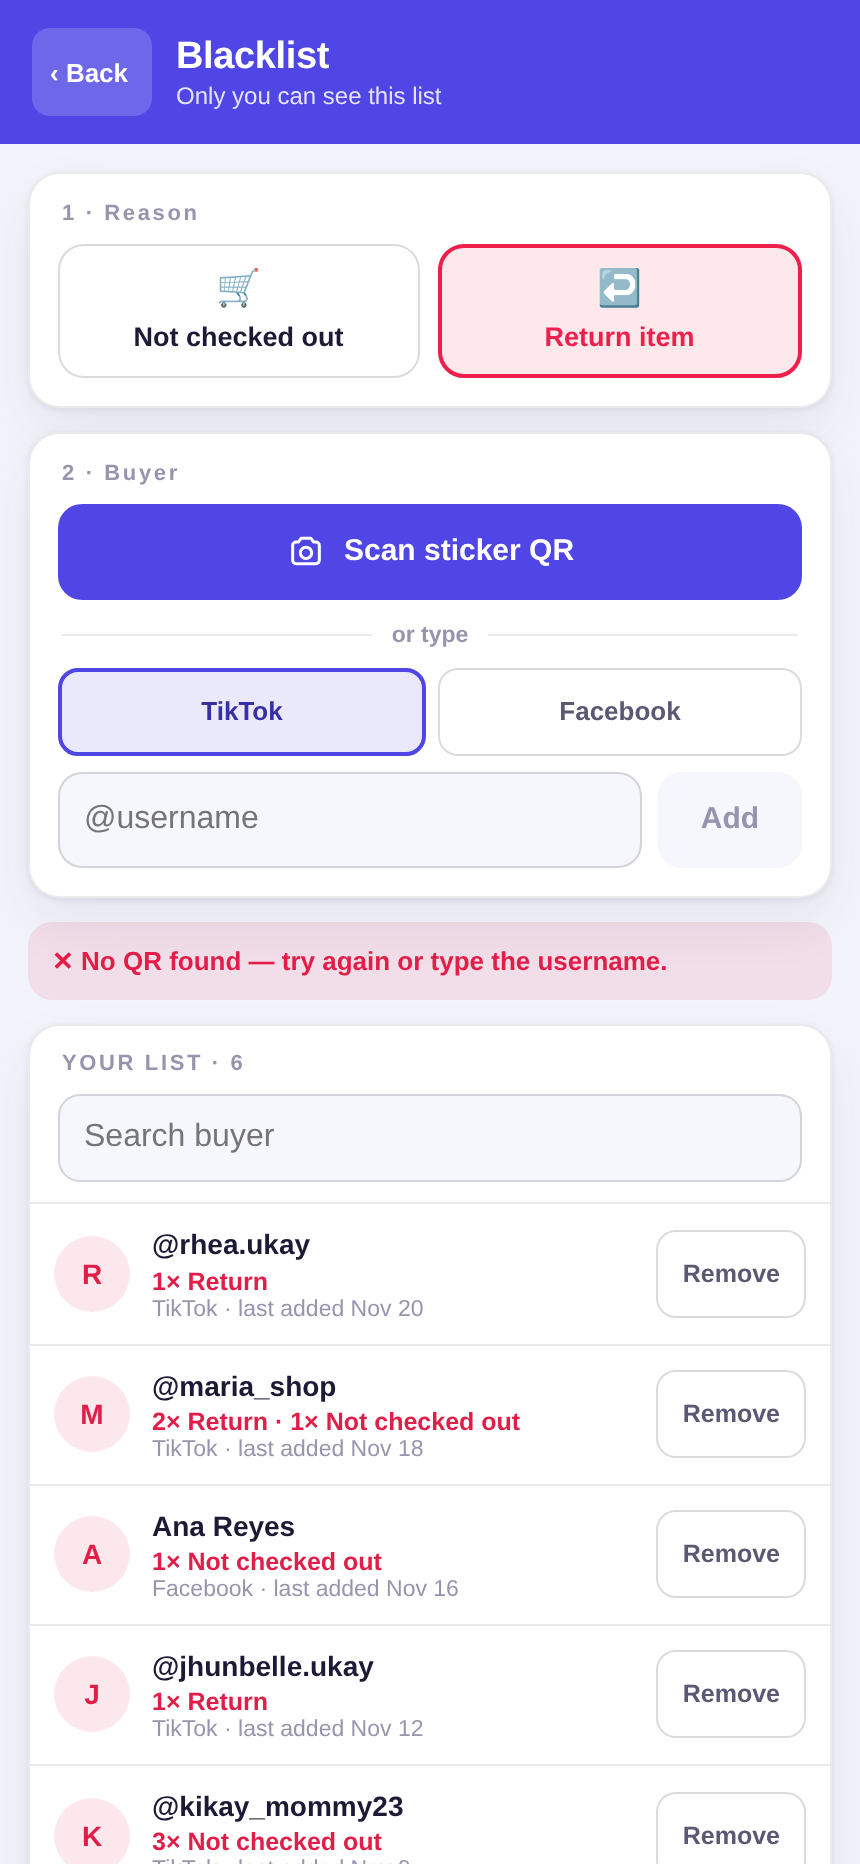 ‹ Back
Blacklist
Only you can see this list
1 · Reason
Not checked out
Return item
2 · Buyer
Scan sticker QR
or type
TikTok
Facebook
@username
Add
✕ No QR found — try again or type the username.
YOUR LIST · 6
Search buyer
R
@rhea.ukay
1× Return
TikTok · last added Nov 20
Remove
M
@maria_shop
2× Return · 1× Not checked out
TikTok · last added Nov 18
Remove
A
Ana Reyes
1× Not checked out
Facebook · last added Nov 16
Remove
J
@jhunbelle.ukay
1× Return
TikTok · last added Nov 12
Remove
K
@kikay_mommy23
3× Not checked out
Remove